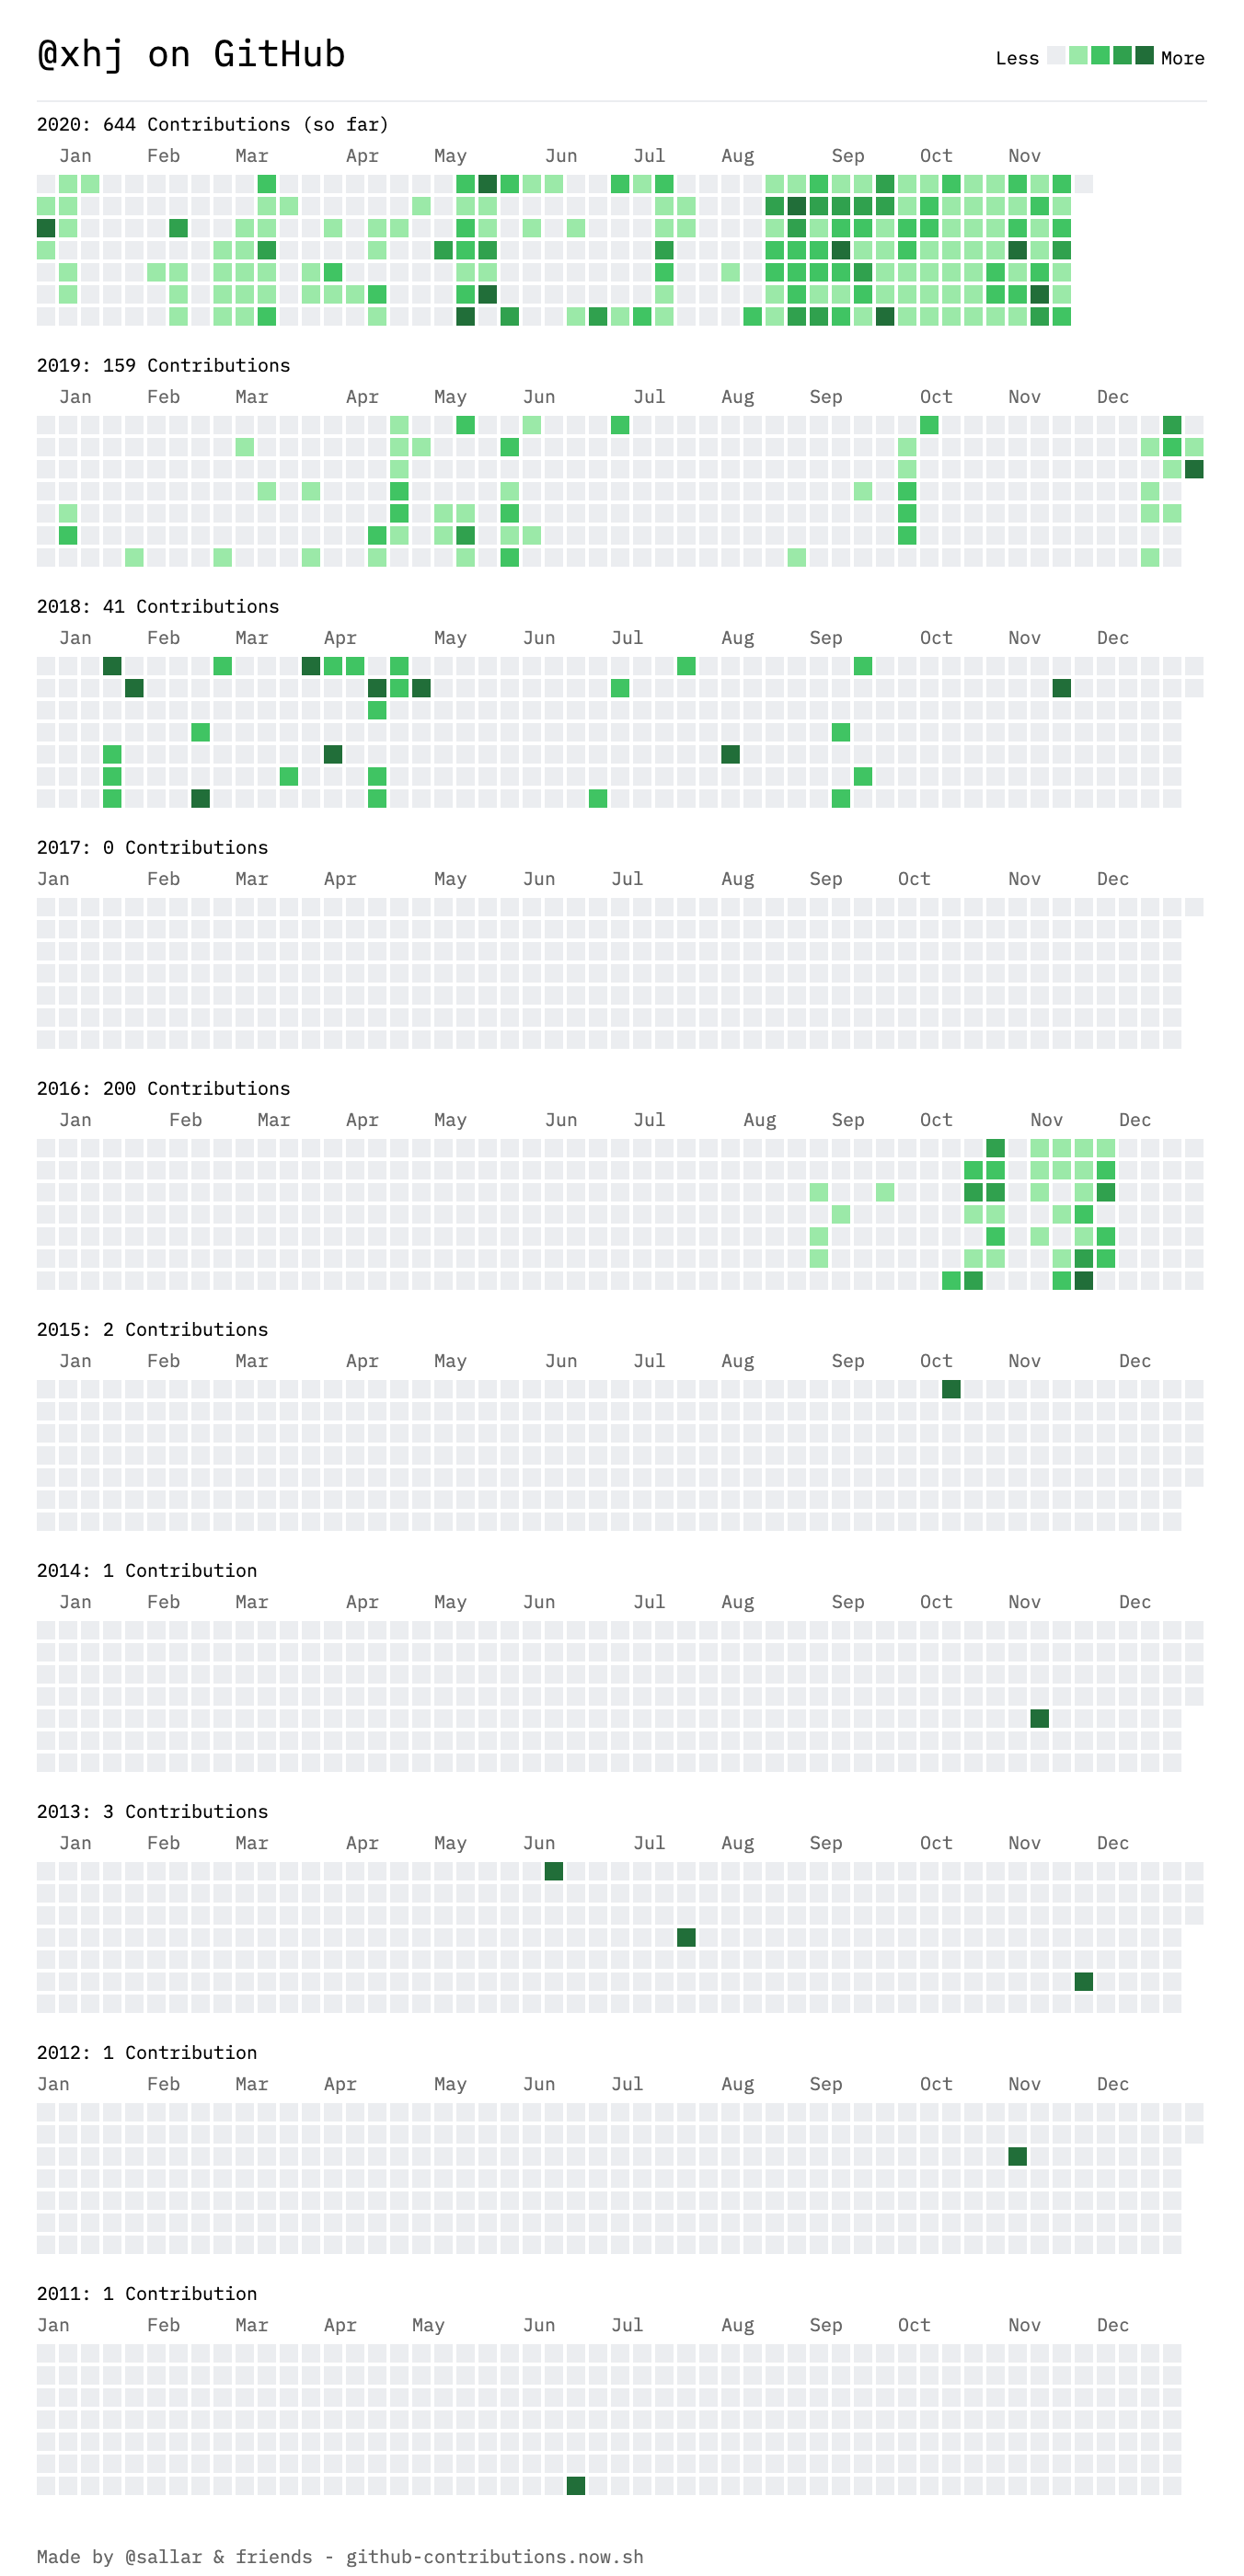 @xhj on GitHub
Less More
2020: 644 Contributions (so far)
Jan Feb Mar Apr May Jun Jul Aug Sep Oct Nov
2019: 159 Contributions
Jan Feb Mar Apr May Jun Jul Aug Sep Oct Nov Dec
2018: 41 Contributions
Jan Feb Mar Apr May Jun Jul Aug Sep Oct Nov Dec
2017: 0 Contributions
Jan Feb Mar Apr May Jun Jul Aug Sep Oct Nov Dec
2016: 200 Contributions
Jan Feb Mar Apr May Jun Jul Aug Sep Oct Nov Dec
2015: 2 Contributions
Jan Feb Mar Apr May Jun Jul Aug Sep Oct Nov Dec
2014: 1 Contribution
Jan Feb Mar Apr May Jun Jul Aug Sep Oct Nov Dec
2013: 3 Contributions
Jan Feb Mar Apr May Jun Jul Aug Sep Oct Nov Dec
2012: 1 Contribution
Jan Feb Mar Apr May Jun Jul Aug Sep Oct Nov Dec
2011: 1 Contribution
Jan Feb Mar Apr May Jun Jul Aug Sep Oct Nov Dec
Made by @sallar & friends - github-contributions.now.sh